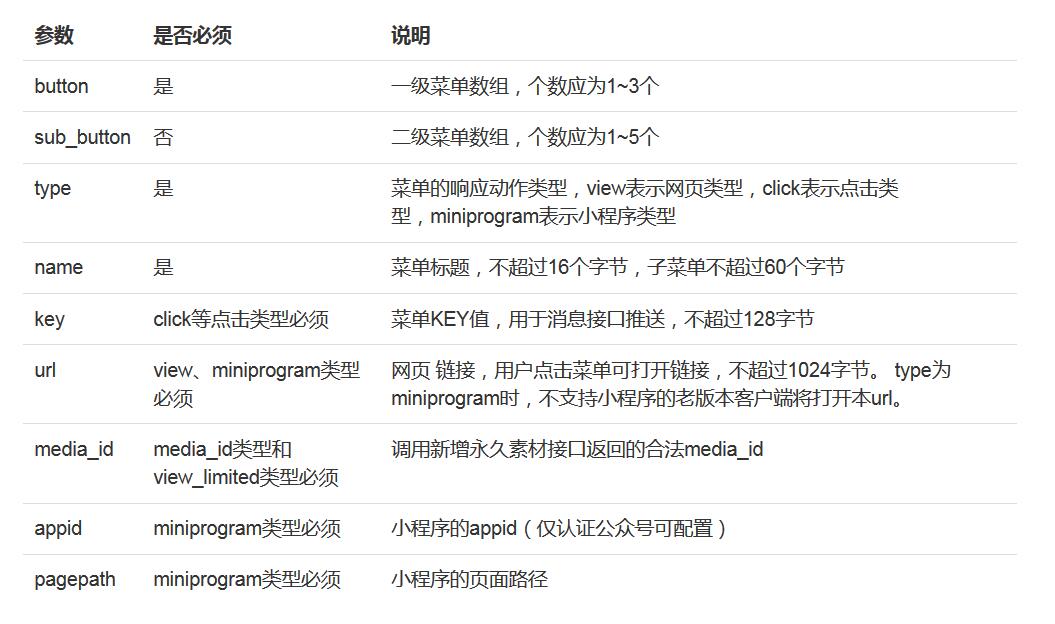 参数 是否必须 说明
button 是 一级菜单数组，个数应为1~3个
sub_button 否 二级菜单数组，个数应为1~5个
type 是 菜单的响应动作类型，view表示网页类型，click表示点击类
型，miniprogram表示小程序类型
name 是 菜单标题，不超过16个字节，子菜单不超过60个字节
key click等点击类型必须 菜单KEY值，用于消息接口推送，不超过128字节
url view、miniprogram类型 网页 链接，用户点击菜单可打开链接，不超过1024字节。 type为
必须 miniprogram时，不支持小程序的老版本客户端将打开本url。
media_id media_id类型和 调用新增永久素材接口返回的合法media_id
view_limited类型必须
appid miniprogram类型必须 小程序的appid（仅认证公众号可配置）
pagepath miniprogram类型必须 小程序的页面路径